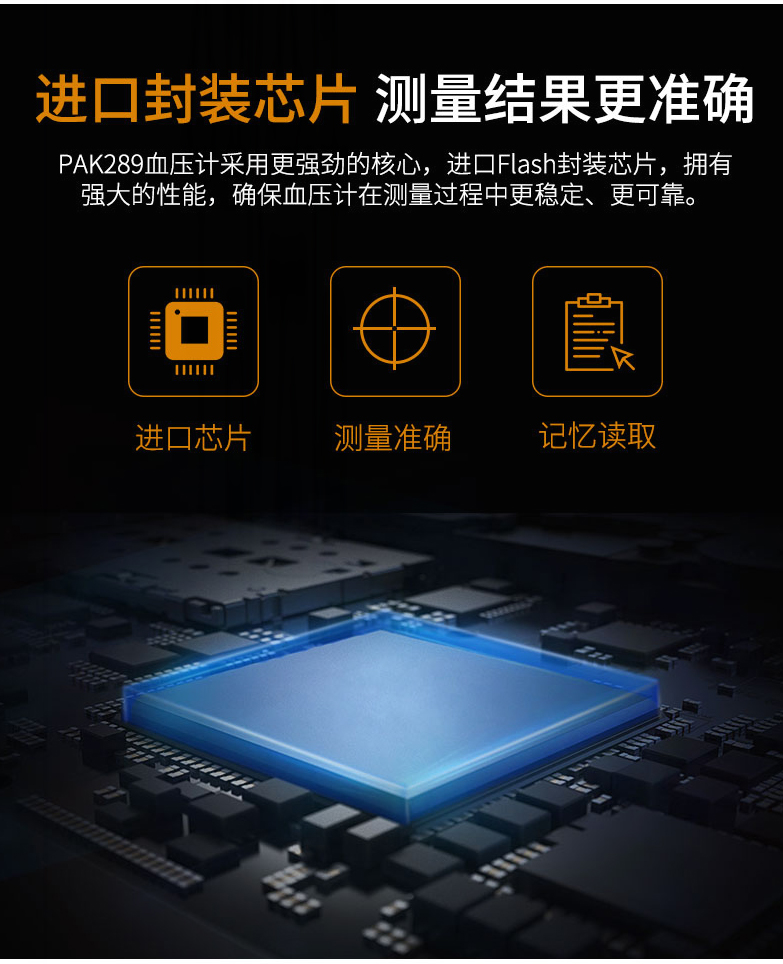 进口封装芯片 测量结果更准确
PAK289血压计采用更强劲的核心，进口Flash封装芯片，拥有
强大的性能，确保血压计在测量过程中更稳定、更可靠。
进口芯片
测量准确
记忆读取